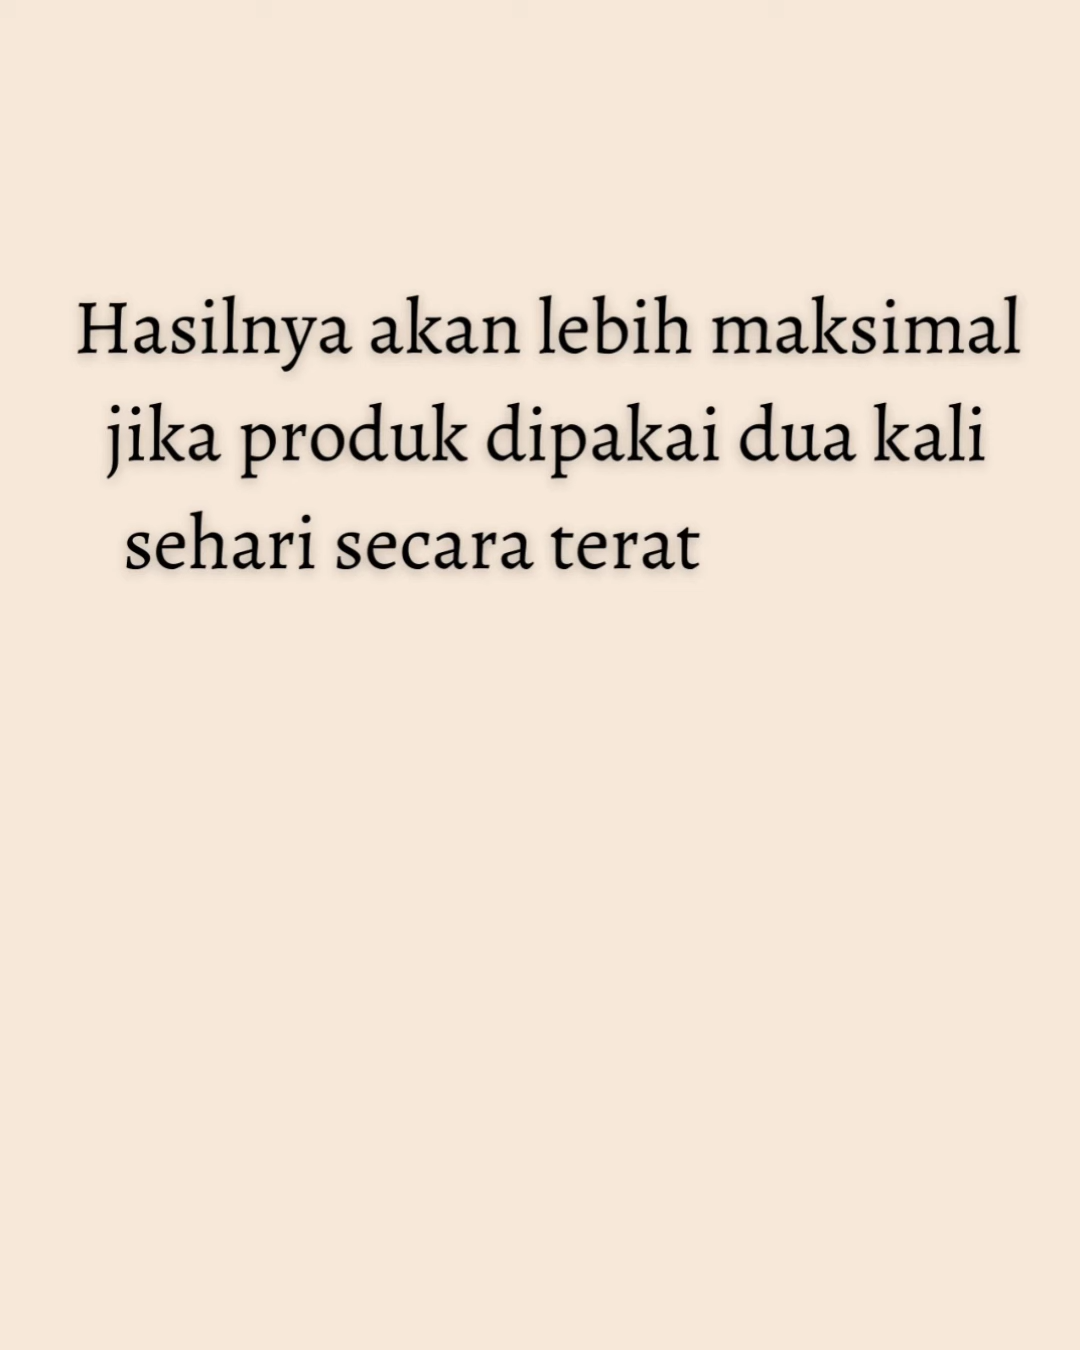 Hasilnya akan lebih maksimal
jika produk dipakai dua kali
sehari secara terat